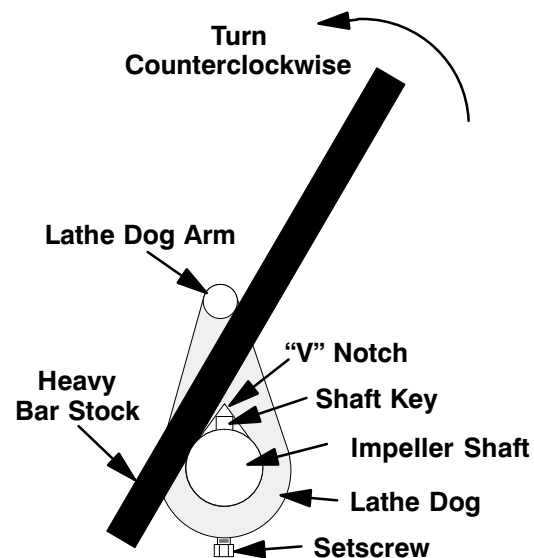 Turn
Counterclockwise
Lathe Dog Arm
“V” Notch
Heavy
Bar Stock
Shaft Key
Impeller Shaft
Lathe Dog
Setscrew